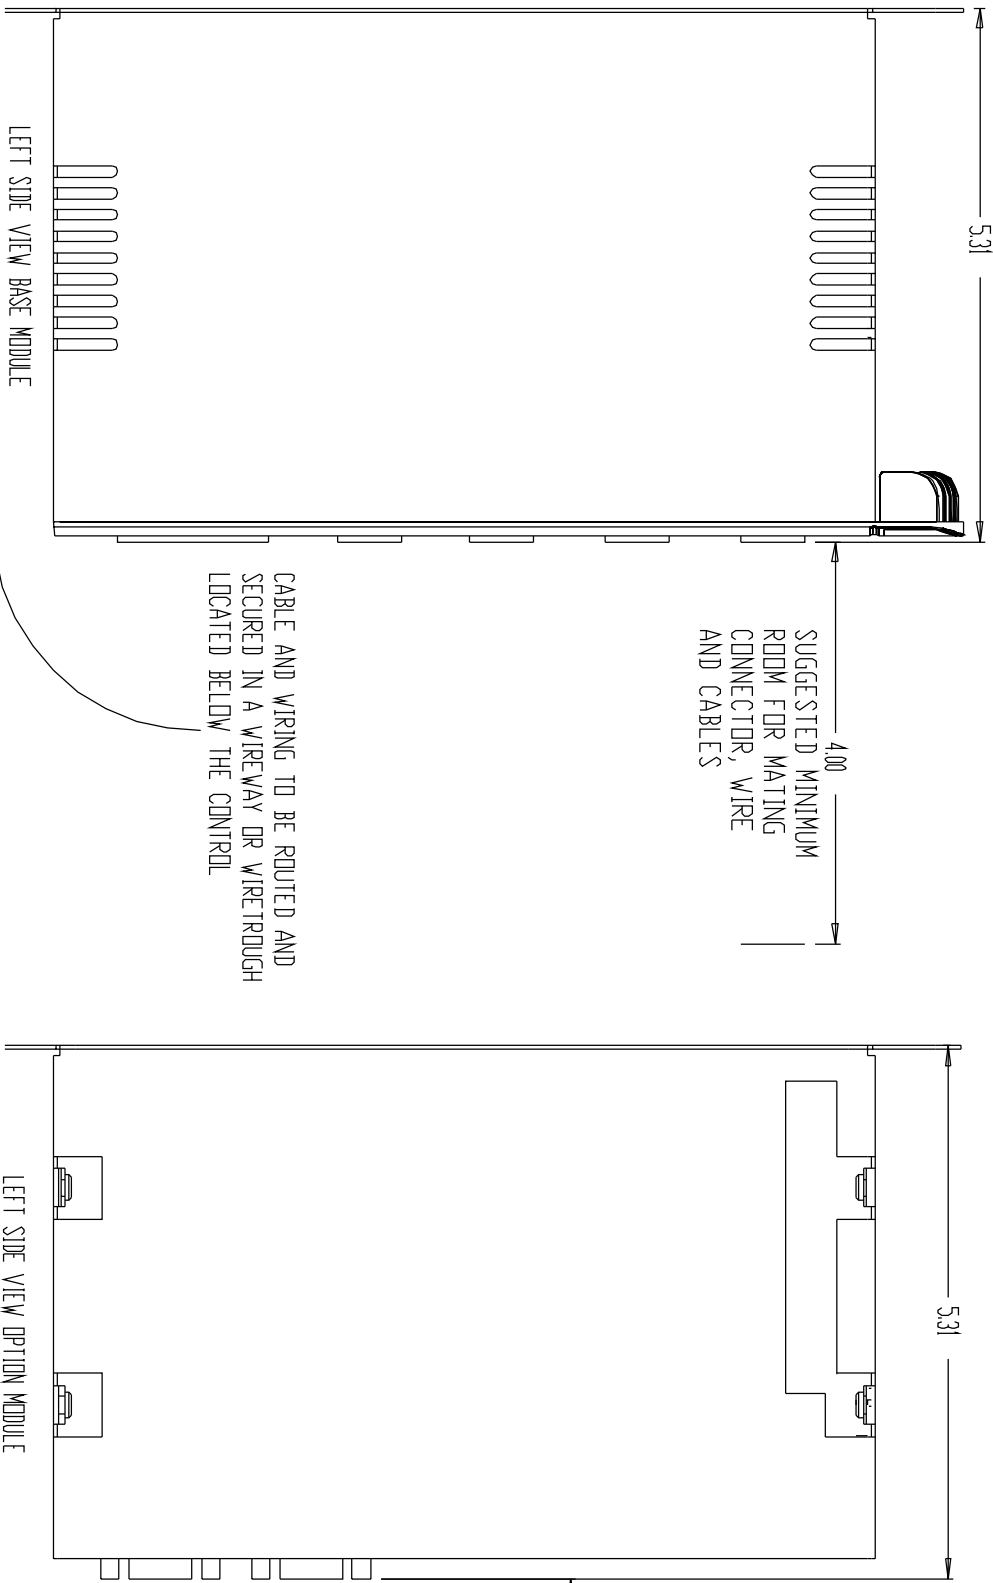 5.31
4.00
SUGGESTED MINIMUM
ROOM FOR MATING
CONNECTOR, WIRE
AND CABLES
CABLE AND WIRING TO BE ROUTED AND
SECURED IN A WIREWAY OR WIRETROUGH
LOCATED BELOW THE CONTROL
LEFT SIDE VIEW BASE MODULE
5.31
LEFT SIDE VIEW OPTION MODULE